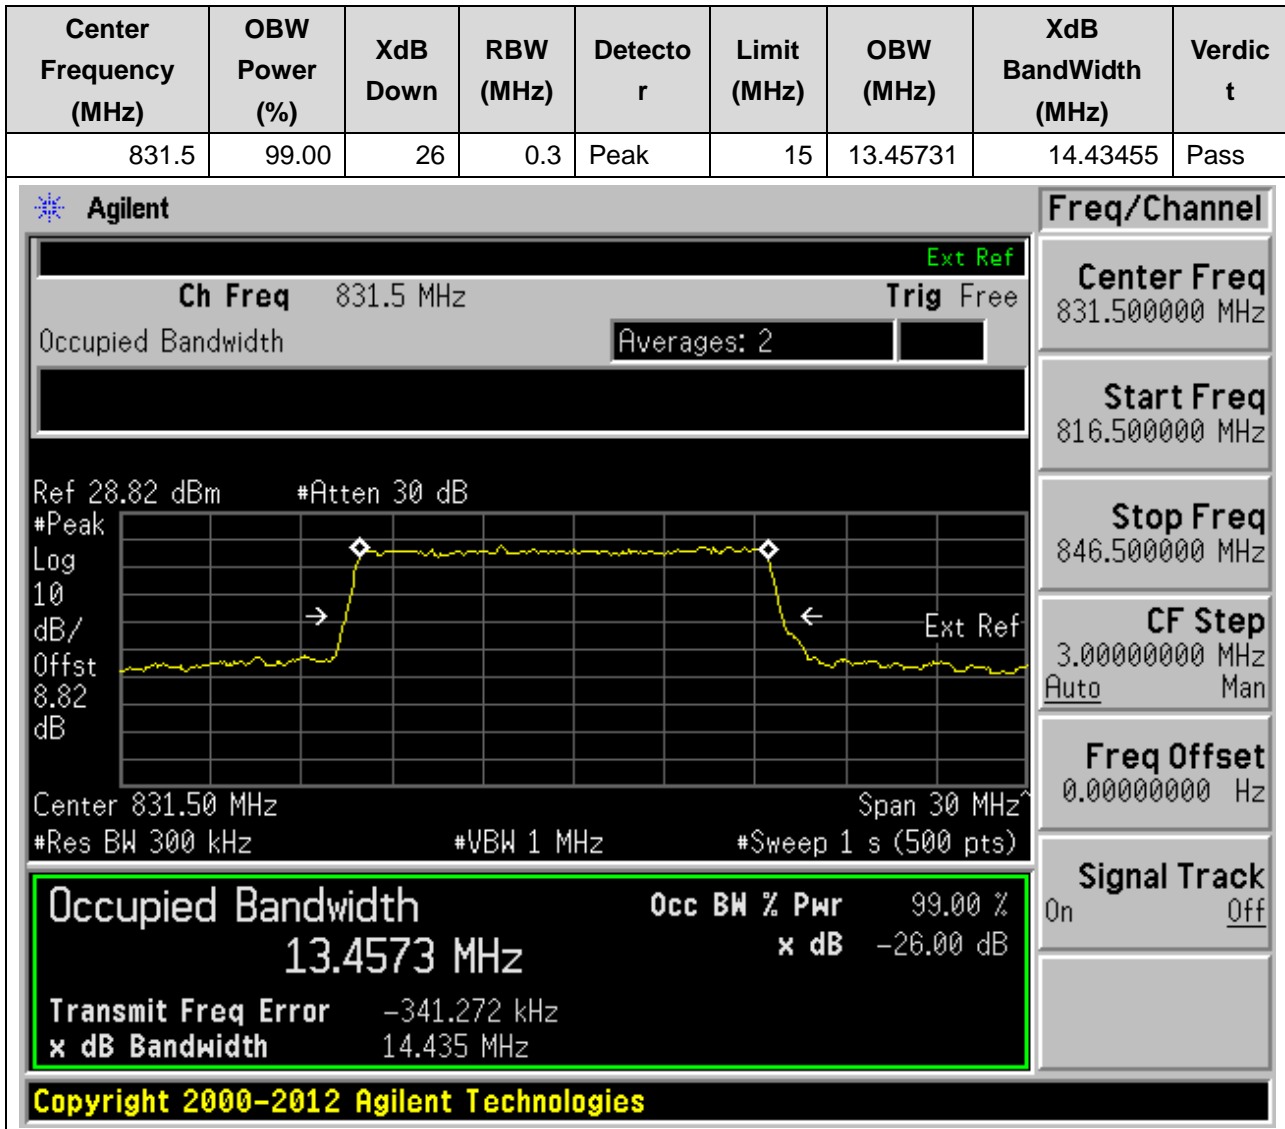 Center Frequency (MHz) OBW Power (%) XdB Down RBW (MHz) Detecto r Limit (MHz) OBW (MHz) XdB BandWidth (MHz) Verdic t
831.5 99.00 26 0.3 Peak 15 13.45731 14.43455 Pass
Agilent
Freq/Channel
Ext Ref
Ch Freq 831.5 MHz Trig Free
Occupied Bandwidth Averages: 2
Center Freq
831.500000 MHz
Start Freq
816.500000 MHz
Stop Freq
846.500000 MHz
CF Step
3.00000000 MHz
Auto Man
Freq Offset
0.00000000 Hz
Signal Track
On Off
Ref 28.82 dBm #Atten 30 dB
#Peak
Log
10
dB/
Offst
8.82
dB
Ext Ref
Center 831.50 MHz Span 30 MHz^
#Res BW 300 kHz #VBW 1 MHz #Sweep 1 s (500 pts)
Occupied Bandwidth
13.4573 MHz
Occ BW % Pwr 99.00 %
x dB -26.00 dB
Transmit Freq Error -341.272 kHz
x dB Bandwidth 14.435 MHz
Copyright 2000-2012 Agilent Technologies